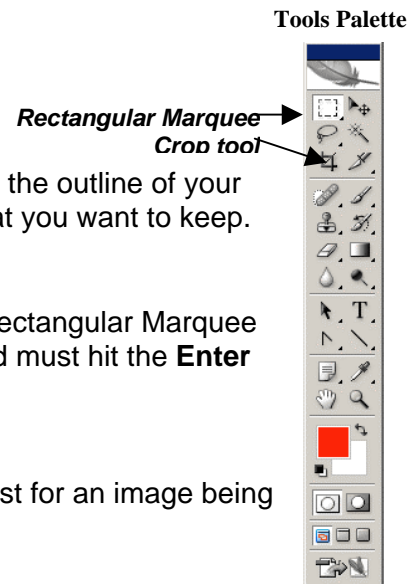 Tools Palette
Rectangular Marquee
Crop tool
the outline of your
at you want to keep.
ectangular Marquee
d must hit the Enter
st for an image being
T